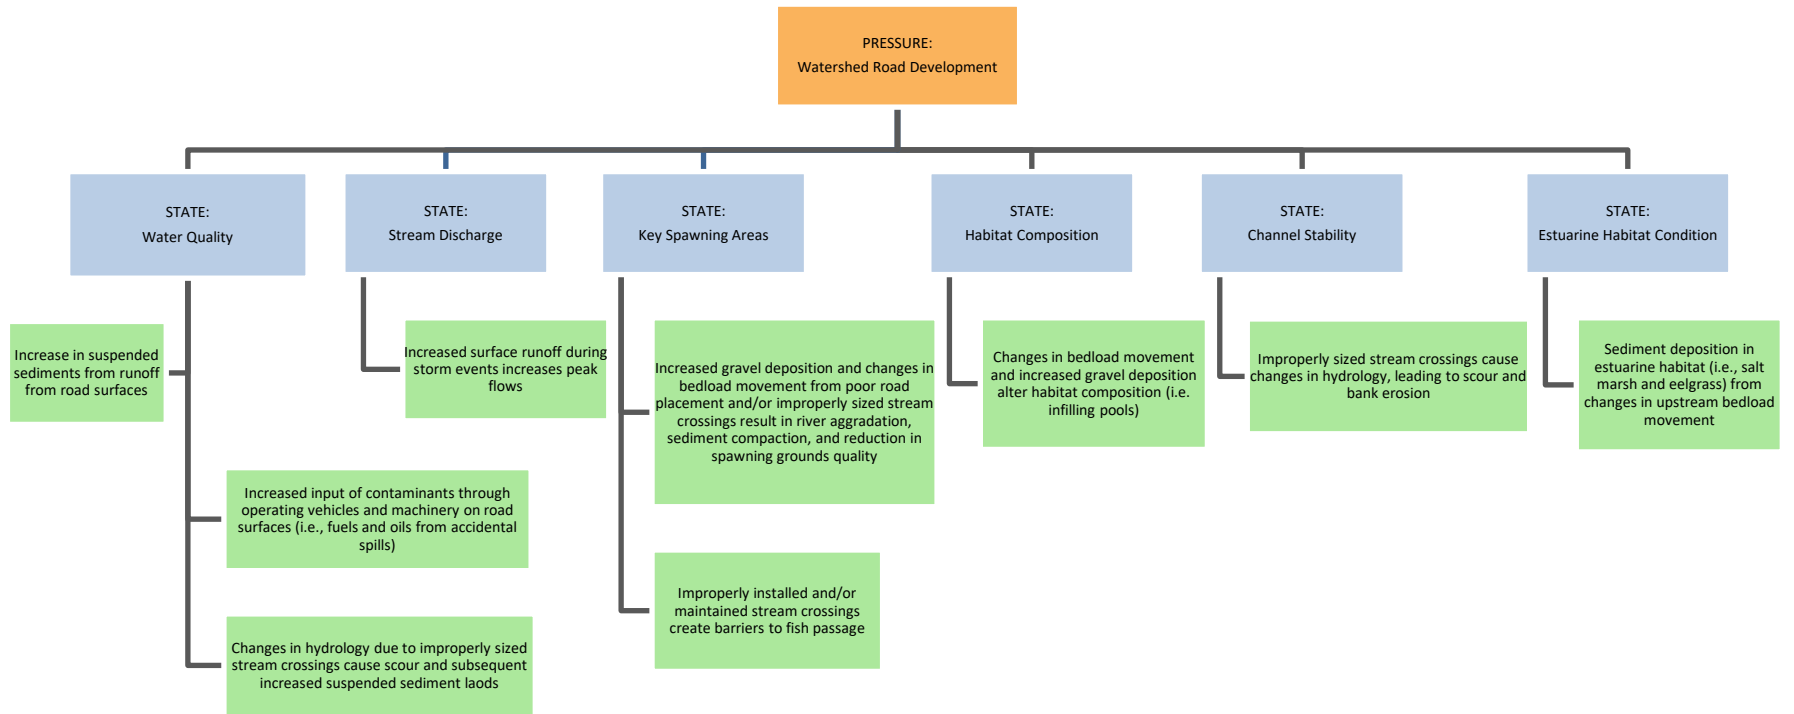 PRESSURE:
Watershed Road Development
STATE:
Water Quality
STATE:
Stream Discharge
STATE:
Key Spawning Areas
STATE:
Habitat Composition
STATE:
Channel Stability
STATE:
Estuarine Habitat Condition
Increase in suspended
sediments from runoff
from road surfaces
Increased input of contaminants through
operating vehicles and machinery on road
surfaces (i.e., fuels and oils from accidental
spills)
Changes in hydrology due to improperly sized
stream crossings cause scour and subsequent
increased suspended sediment laods
Increased surface runoff during
storm events increases peak
flows
Increased gravel deposition and changes in
bedload movement from poor road
placement and/or improperly sized stream
crossings result in river aggradation,
sediment compaction, and reduction in
spawning grounds quality
Improperly installed and/or
maintained stream crossings
create barriers to fish passage
Changes in bedload movement
and increased gravel deposition
alter habitat composition (i.e.
infilling pools)
Improperly sized stream crossings cause
changes in hydrology, leading to scour and
bank erosion
Sediment deposition in
estuarine habitat (i.e., salt
marsh and eelgrass) from
changes in upstream bedload
movement